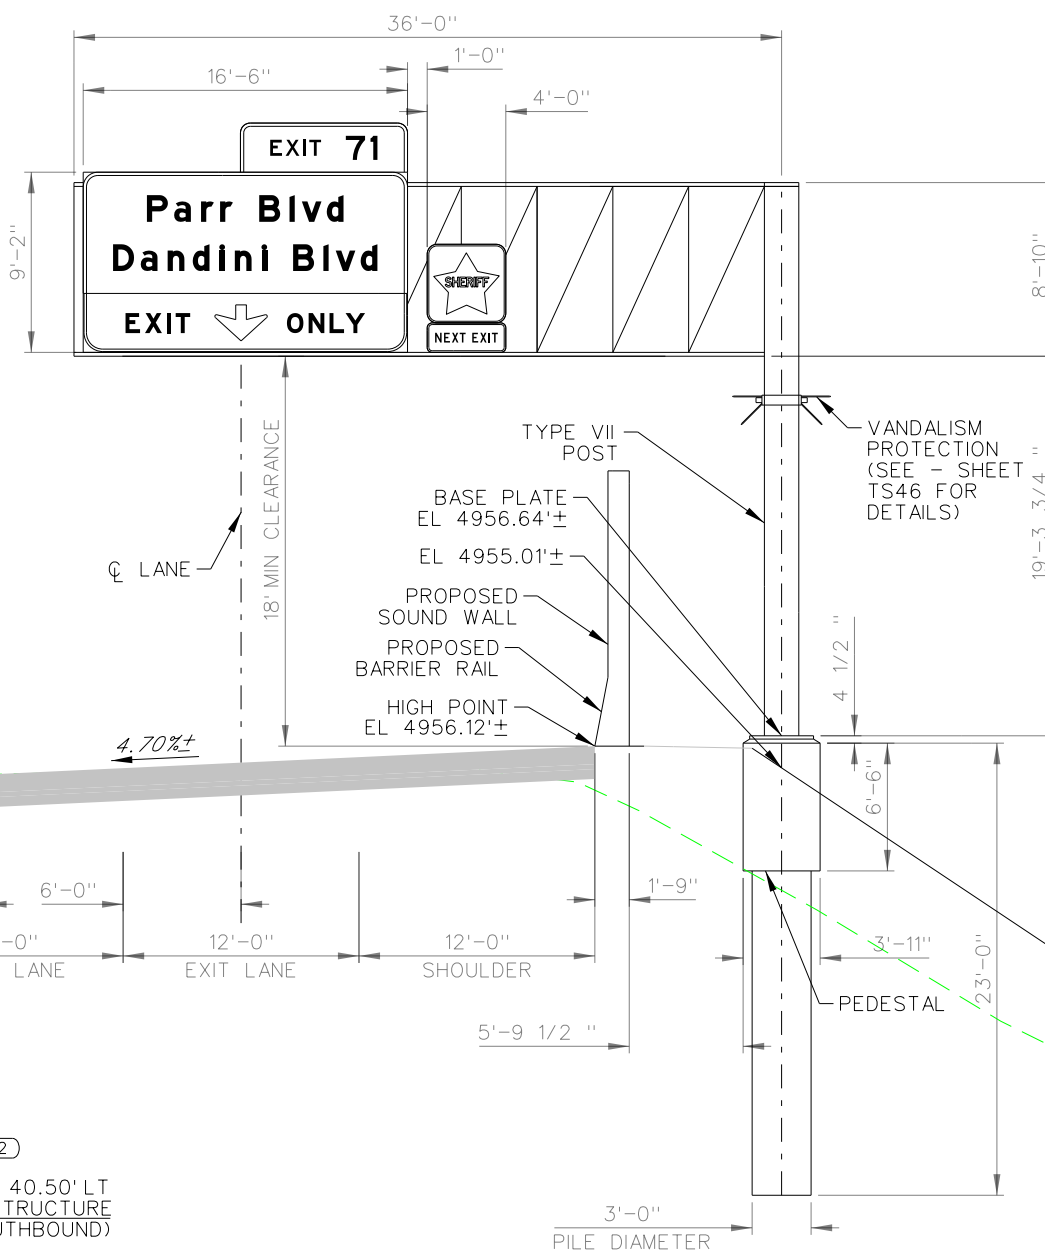 36'-0"
1'-0"
16'-6"
4'-0"
EXIT 71
Parr Blvd
Dandini Blvd
EXIT ONLY
SHERIFF
NEXT EXIT
9'-2"
8'-10"
18' MIN CLEARANCE
TYPE VII
POST
VANDALISM
PROTECTION
(SEE - SHEET
TS46 FOR
DETAILS)
BASE PLATE
EL 4956.64'±
19'-3 3/4 "
EL 4955.01'±
℄ LANE
PROPOSED
SOUND WALL
PROPOSED
BARRIER RAIL
4 1/2 "
HIGH POINT
EL 4956.12'±
4.70%±
6'-6"
6'-0"
1'-9"
-0"
LANE
12'-0"
EXIT LANE
12'-0"
SHOULDER
3'-11"
23'-0"
PEDESTAL
5'-9 1/2 "
2
40.50' LT
TRUCTURE
UTHBOUND)
3'-0"
PILE DIAMETER